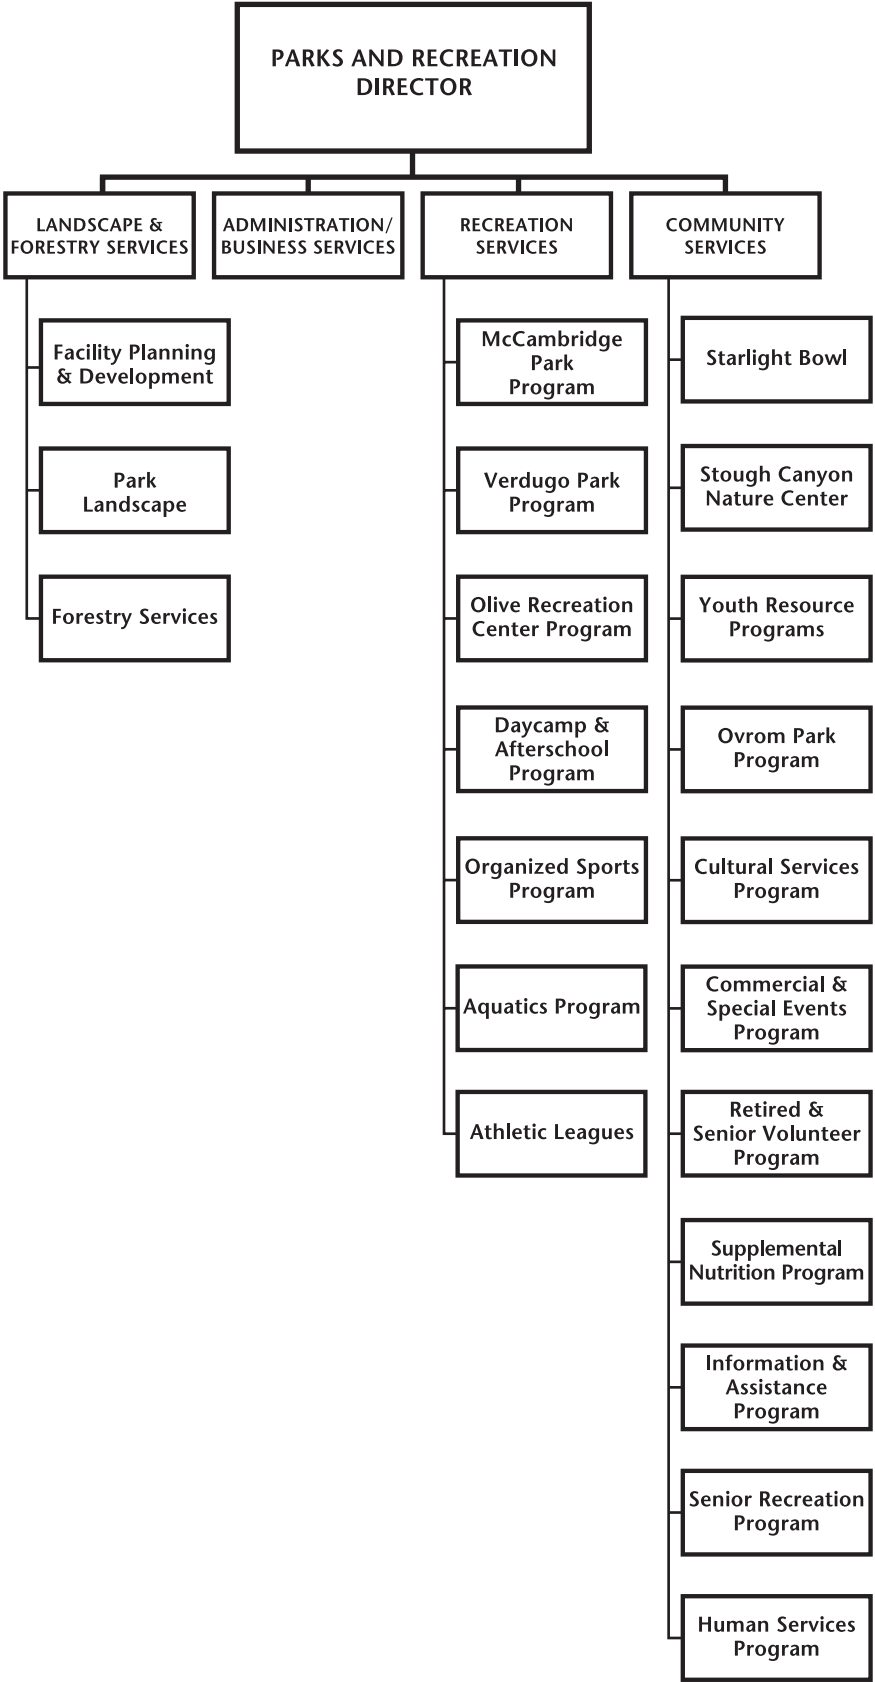 PARKS AND RECREATION
DIRECTOR
LANDSCAPE &
FORESTRY SERVICES
ADMINISTRATION/
BUSINESS SERVICES
RECREATION
SERVICES
COMMUNITY
SERVICES
Facility Planning
& Development
Park
Landscape
Forestry Services
McCambridge
Park
Program
Verdugo Park
Program
Olive Recreation
Center Program
Daycamp &
Afterschool
Program
Organized Sports
Program
Aquatics Program
Athletic Leagues
Starlight Bowl
Stough Canyon
Nature Center
Youth Resource
Programs
Ovrom Park
Program
Cultural Services
Program
Commercial &
Special Events
Program
Retired &
Senior Volunteer
Program
Supplemental
Nutrition Program
Information &
Assistance
Program
Senior Recreation
Program
Human Services
Program